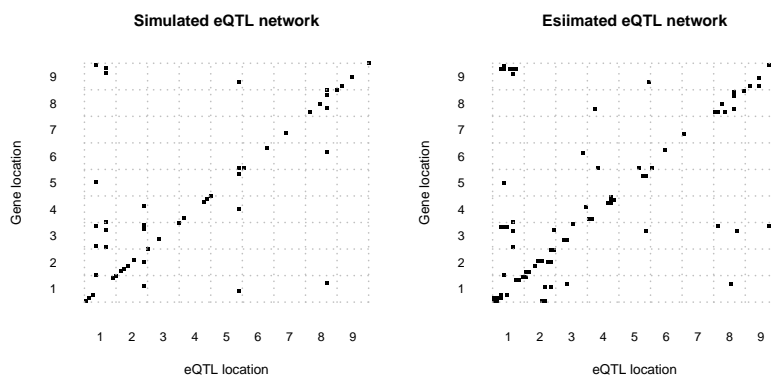 Simulated eQTL network
Gene location
9
8
7
6
5
4
3
2
1
1 2 3 4 5 6 7 8 9
eQTL location
Esiimated eQTL network
Gene location
9
8
7
6
5
4
3
2
1
1 2 3 4 5 6 7 8 9
eQTL location